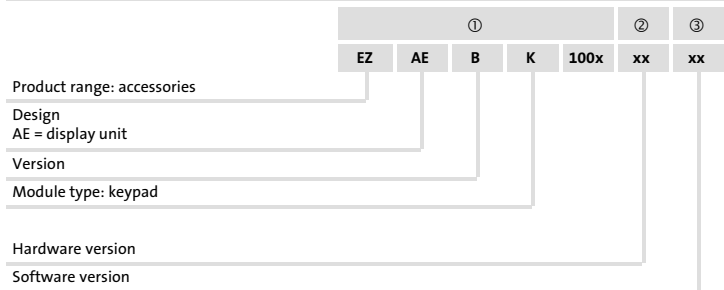 ① ② ③
EZ AE B K 100x xx xx
Product range: accessories
Design
AE = display unit
Version
Module type: keypad
Hardware version
Software version